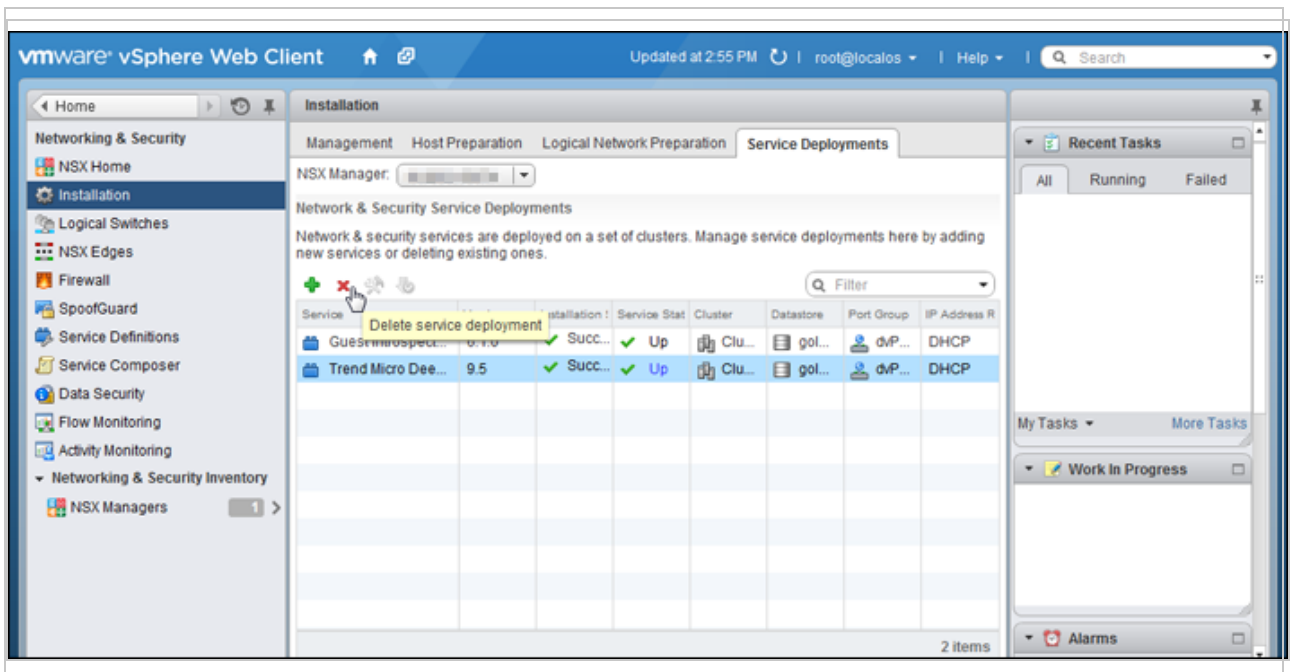 vmware® vSphere Web Client Updated at 2:55 PM | root@localos | Help | Search
Home
Networking & Security
NSX Home
Installation
Logical Switches
NSX Edges
Firewall
SpoofGuard
Service Definitions
Service Composer
Data Security
Flow Monitoring
Activity Monitoring
Networking & Security Inventory
NSX Managers 1
Installation
Management Host Preparation Logical Network Preparation Service Deployments
NSX Manager:
Network & Security Service Deployments
Network & security services are deployed on a set of clusters. Manage service deployments here by adding
new services or deleting existing ones.
Filter
Service Installation S Service Stat Cluster Datastore Port Group IP Address R
Delete service deployment
Guest Introspect... 6.1.0 Succ... Up Clu... gol... dvP... DHCP
Trend Micro Dee... 9.5 Succ... Up Clu... gol... dvP... DHCP
2 items
Recent Tasks
All Running Failed
My Tasks More Tasks
Work In Progress
Alarms